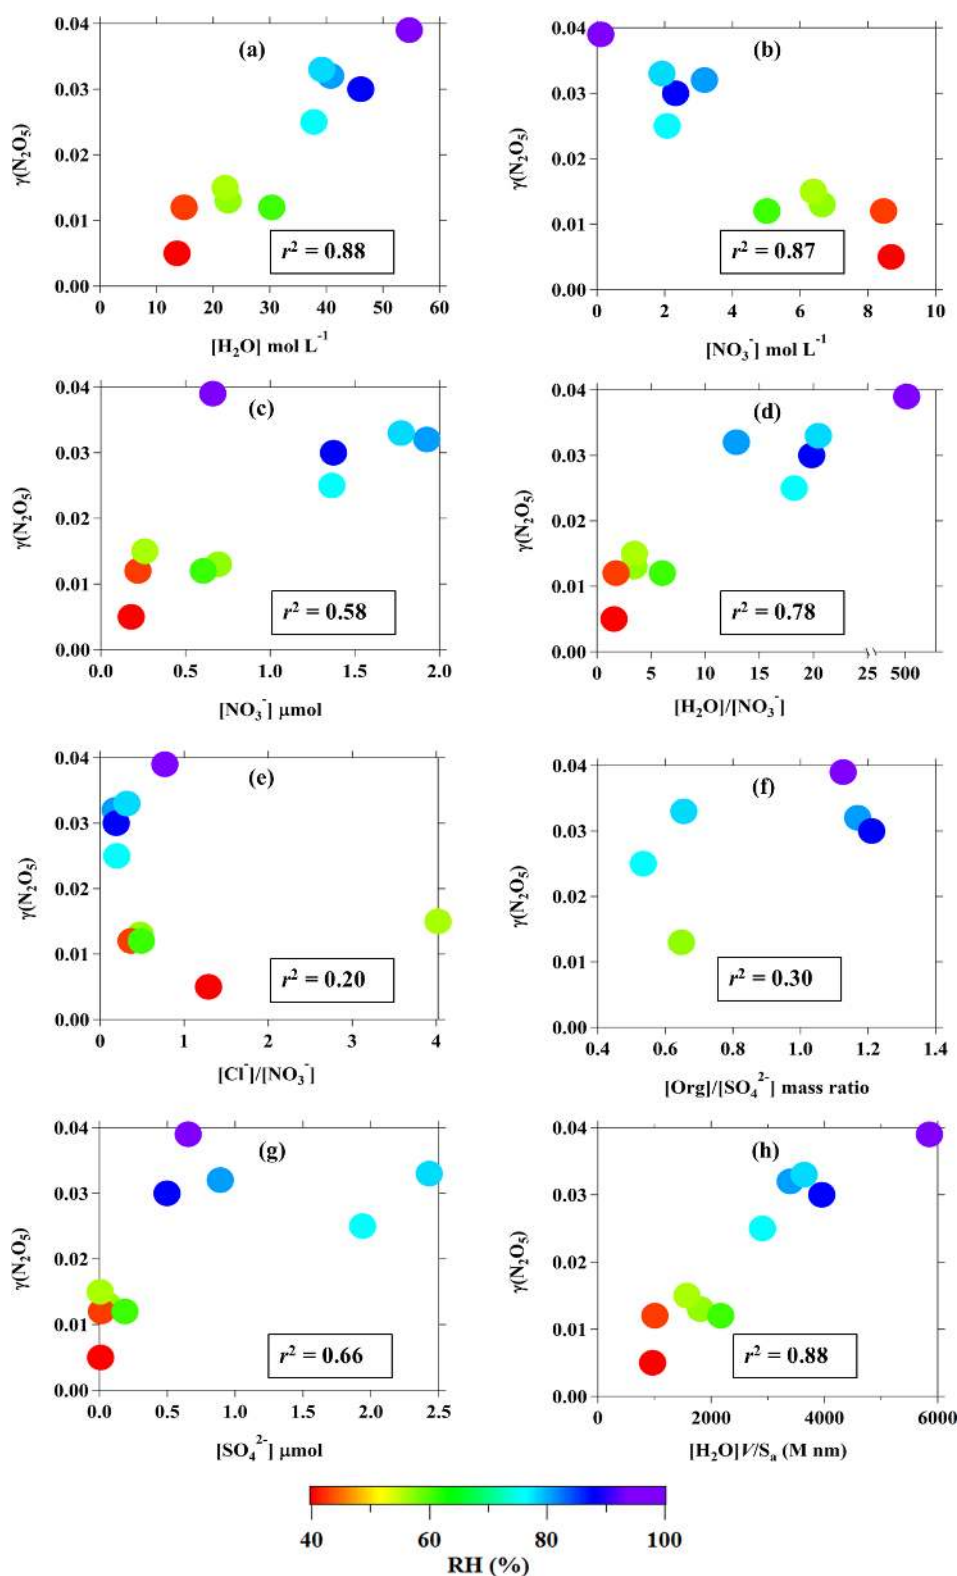 (a)
0.04
0.03
0.02
0.01
0.00
γ(N₂O₅)
r² = 0.88
0 10 20 30 40 50 60
[H₂O] mol L⁻¹
(b)
0.04
0.03
0.02
0.01
0.00
γ(N₂O₅)
r² = 0.87
0 2 4 6 8 10
[NO₃⁻] mol L⁻¹
(c)
0.04
0.03
0.02
0.01
0.00
γ(N₂O₅)
r² = 0.58
0.0 0.5 1.0 1.5 2.0
[NO₃⁻] μmol
(d)
0.04
0.03
0.02
0.01
0.00
γ(N₂O₅)
r² = 0.78
0 5 10 15 20 25 500
[H₂O]/[NO₃⁻]
(e)
0.04
0.03
0.02
0.01
0.00
γ(N₂O₅)
r² = 0.20
0 1 2 3 4
[Cl⁻]/[NO₃⁻]
(f)
0.04
0.03
0.02
0.01
0.00
γ(N₂O₅)
r² = 0.30
0.4 0.6 0.8 1.0 1.2 1.4
[Org]/[SO₄²⁻] mass ratio
(g)
0.04
0.03
0.02
0.01
0.00
γ(N₂O₅)
r² = 0.66
0.0 0.5 1.0 1.5 2.0 2.5
[SO₄²⁻] μmol
(h)
0.04
0.03
0.02
0.01
0.00
γ(N₂O₅)
r² = 0.88
0 2000 4000 6000
[H₂O]V/Sₐ (M nm)
40 60 80 100
RH (%)